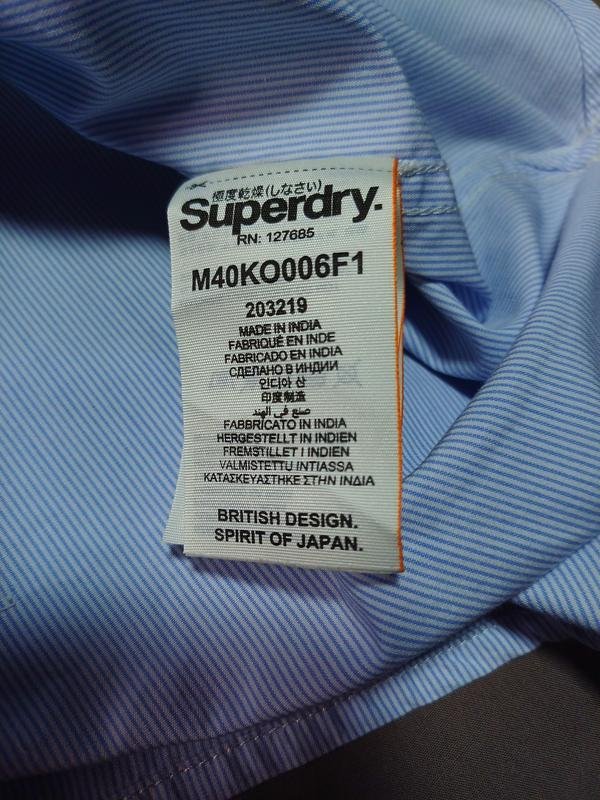 極度乾燥(しなさい)
Superdry.
RN: 127685
M40KO006F1
203219
MADE IN INDIA
FABRIQUÉ EN INDE
FABRICADO EN INDIA
СДЕЛАНО В ИНДИИ
인디아 산
印度制造
صنع في الهند
FABBRICATO IN INDIA
HERGESTELLT IN INDIEN
FREMSTILLET I INDIEN
VALMISTETTU INTIASSA
ΚΑΤΑΣΚΕΥΑΣΤΗΚΕ ΣΤΗΝ ΙΝΔΙΑ
BRITISH DESIGN.
SPIRIT OF JAPAN.